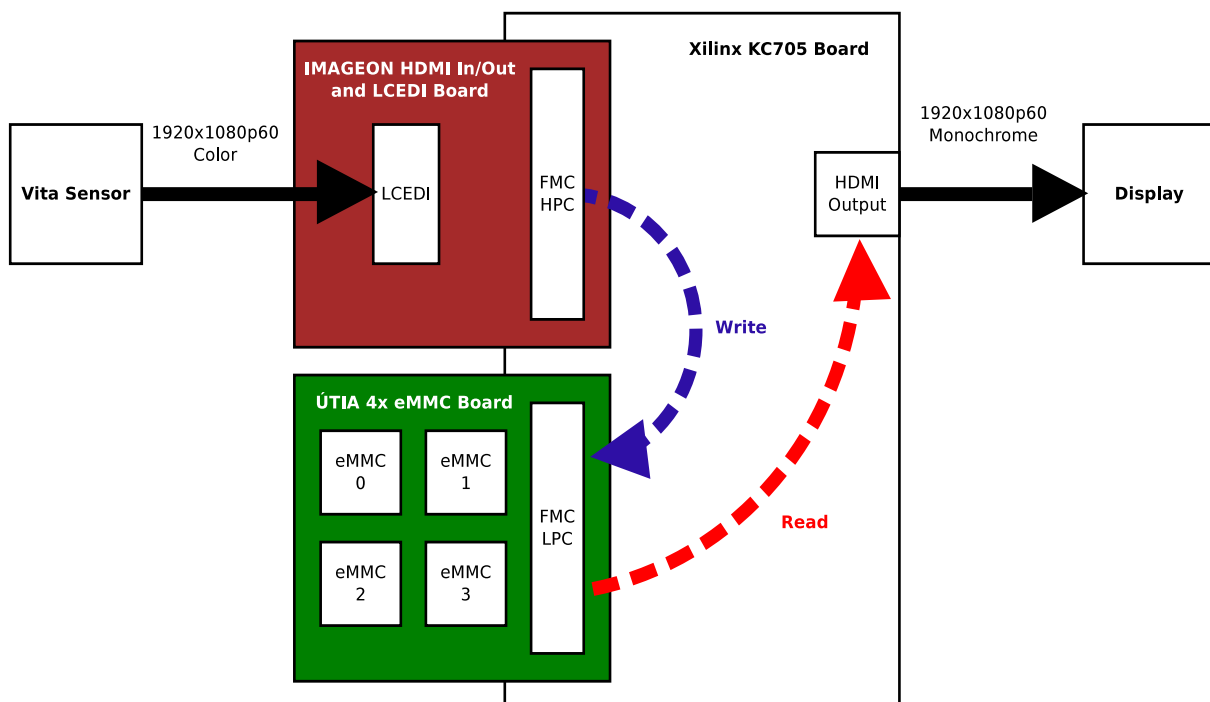 Xilinx KC705 Board
IMAGEON HDMI In/Out
and LCEDI Board
1920x1080p60
Color
Vita Sensor
LCEDI
FMC
HPC
HDMI
Output
1920x1080p60
Monochrome
Display
Write
ÚTIA 4x eMMC Board
eMMC
0
eMMC
1
eMMC
2
eMMC
3
FMC
LPC
Read